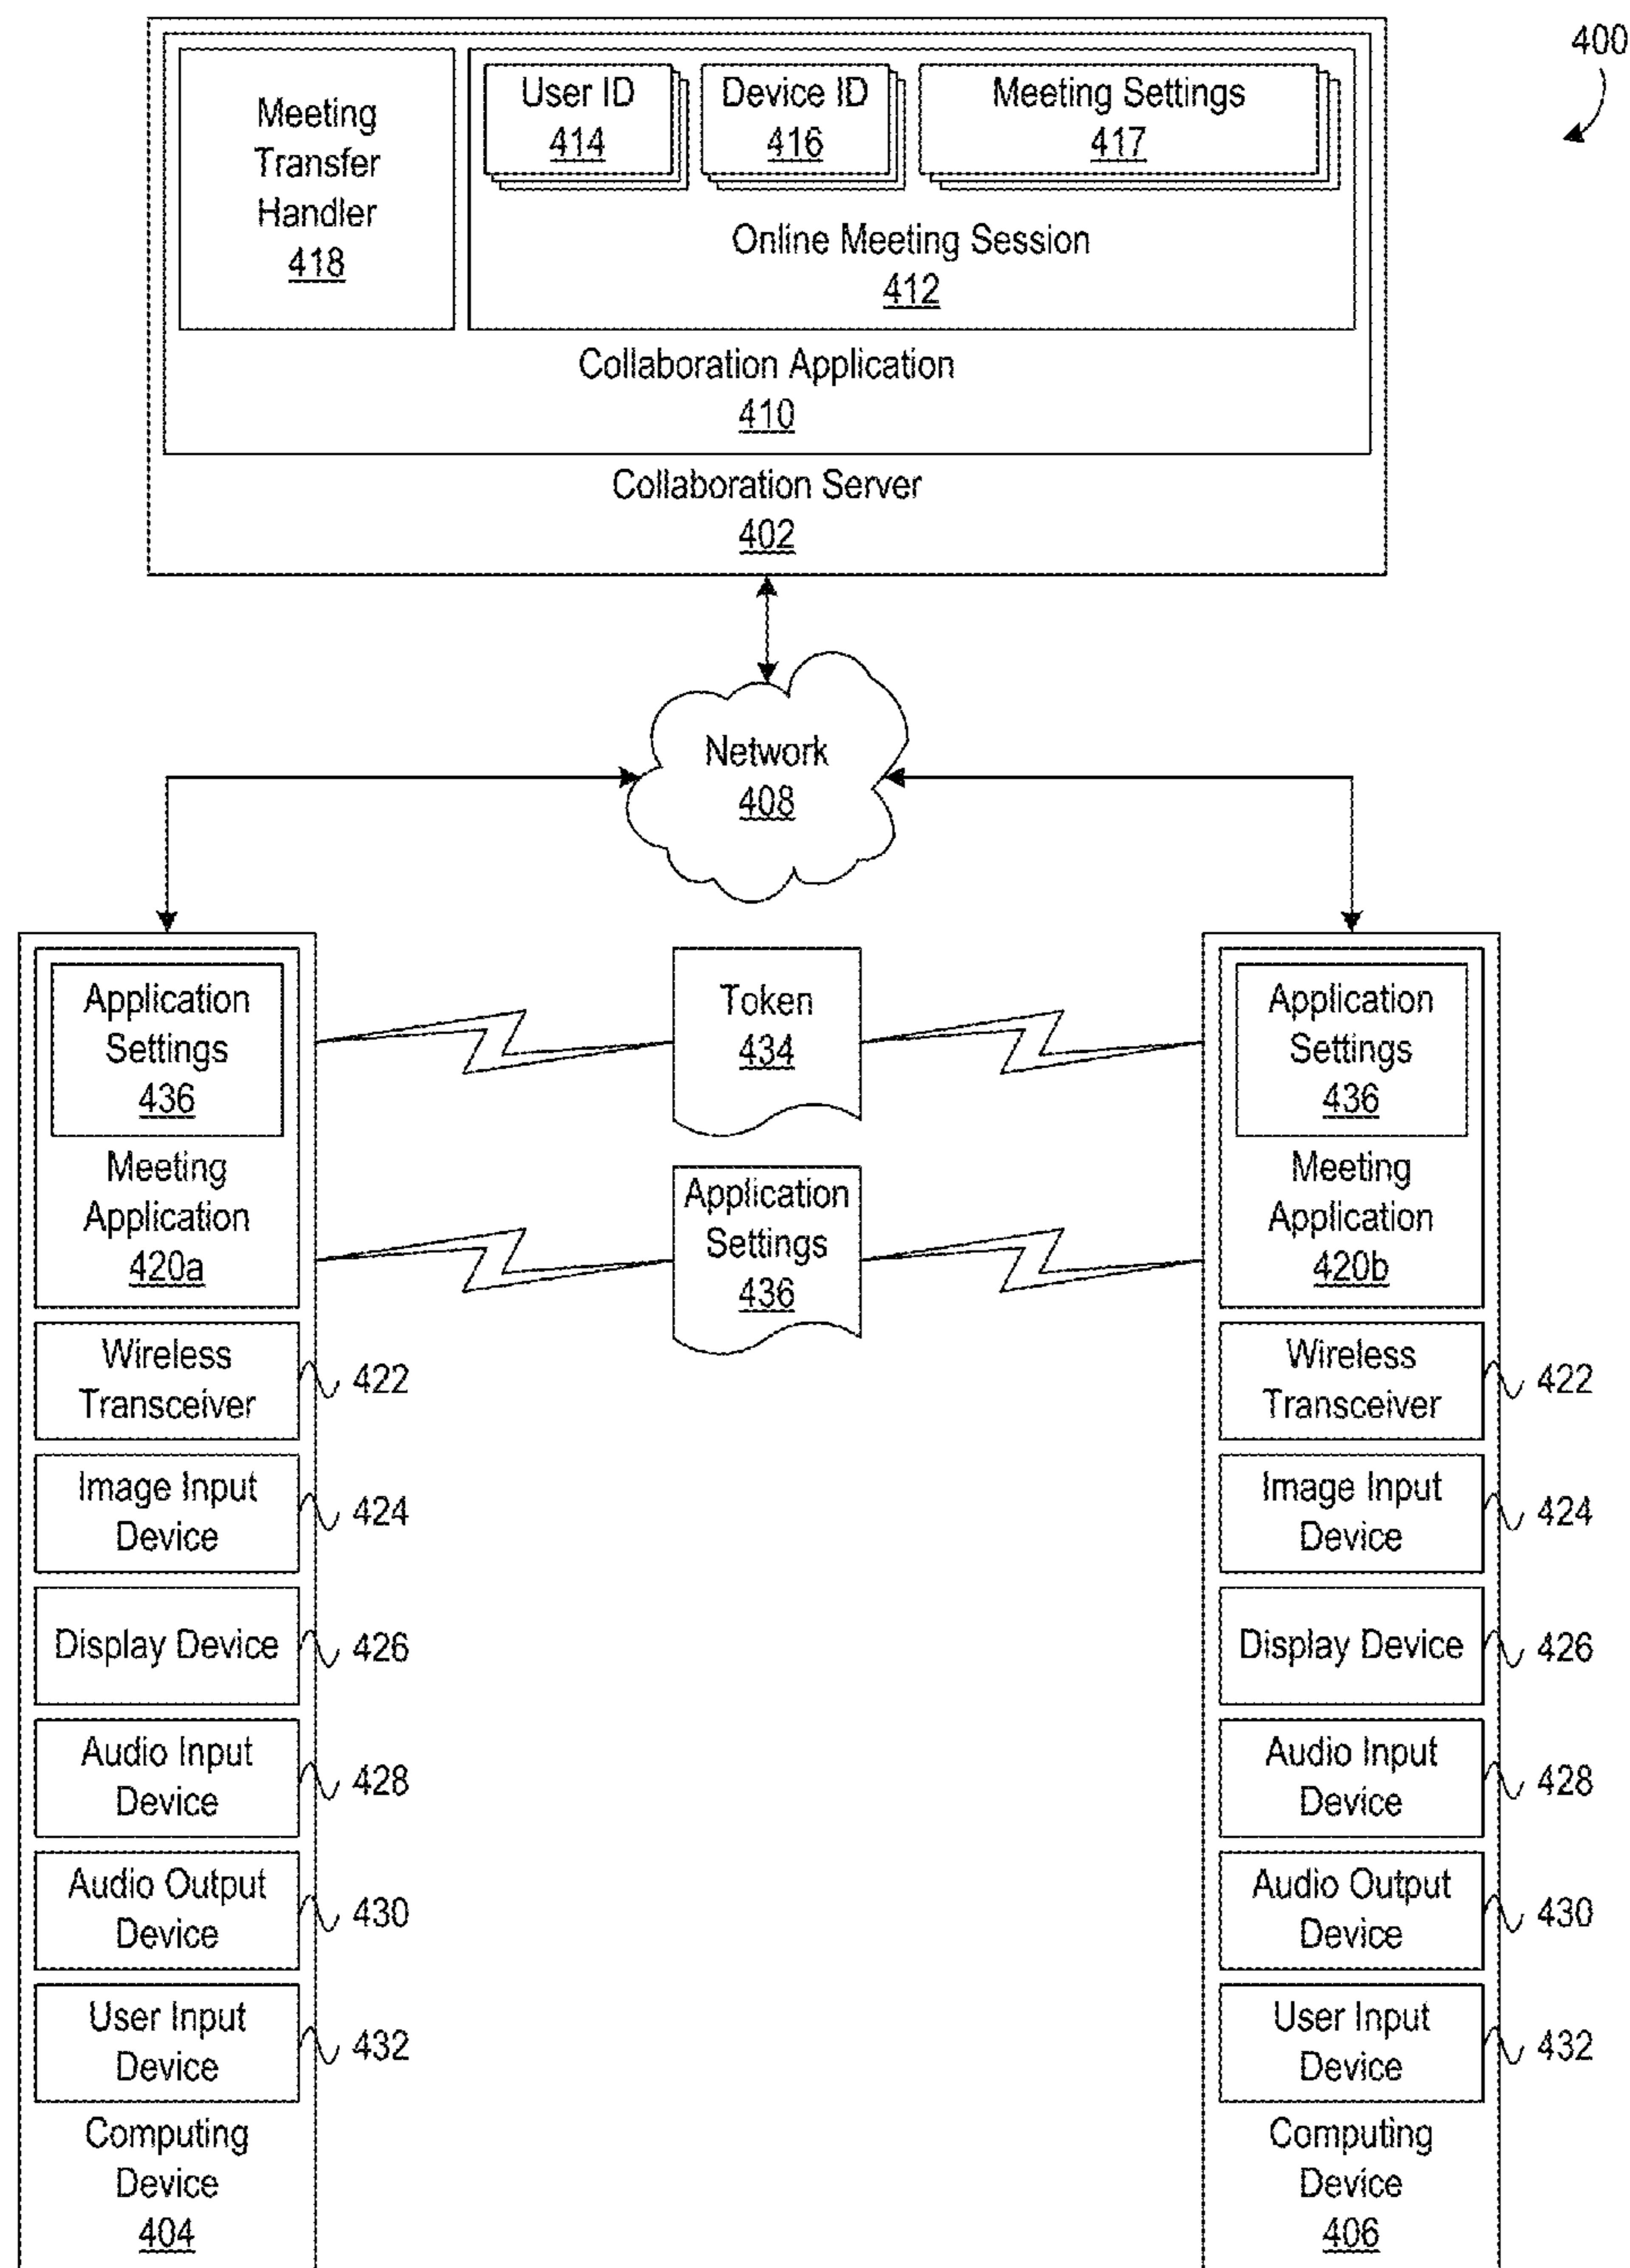 400
Meeting
Transfer
Handler
418
User ID
414
Device ID
416
Meeting Settings
417
Online Meeting Session
412
Collaboration Application
410
Collaboration Server
402
Network
408
Application
Settings
436
Meeting
Application
420a
Wireless
Transceiver
422
Image Input
Device
424
Display Device
426
Audio Input
Device
428
Audio Output
Device
430
User Input
Device
432
Computing
Device
404
Token
434
Application
Settings
436
Application
Settings
436
Meeting
Application
420b
Wireless
Transceiver
422
Image Input
Device
424
Display Device
426
Audio Input
Device
428
Audio Output
Device
430
User Input
Device
432
Computing
Device
406